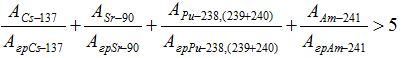 A_{Cs–137}/A_{грCs–137} + A_{Sr–90}/A_{грSr–90} + A_{Pu–238,(239+240)}/A_{грPu–238,(239+240)} + A_{Am–241}/A_{грAm–241} > 5